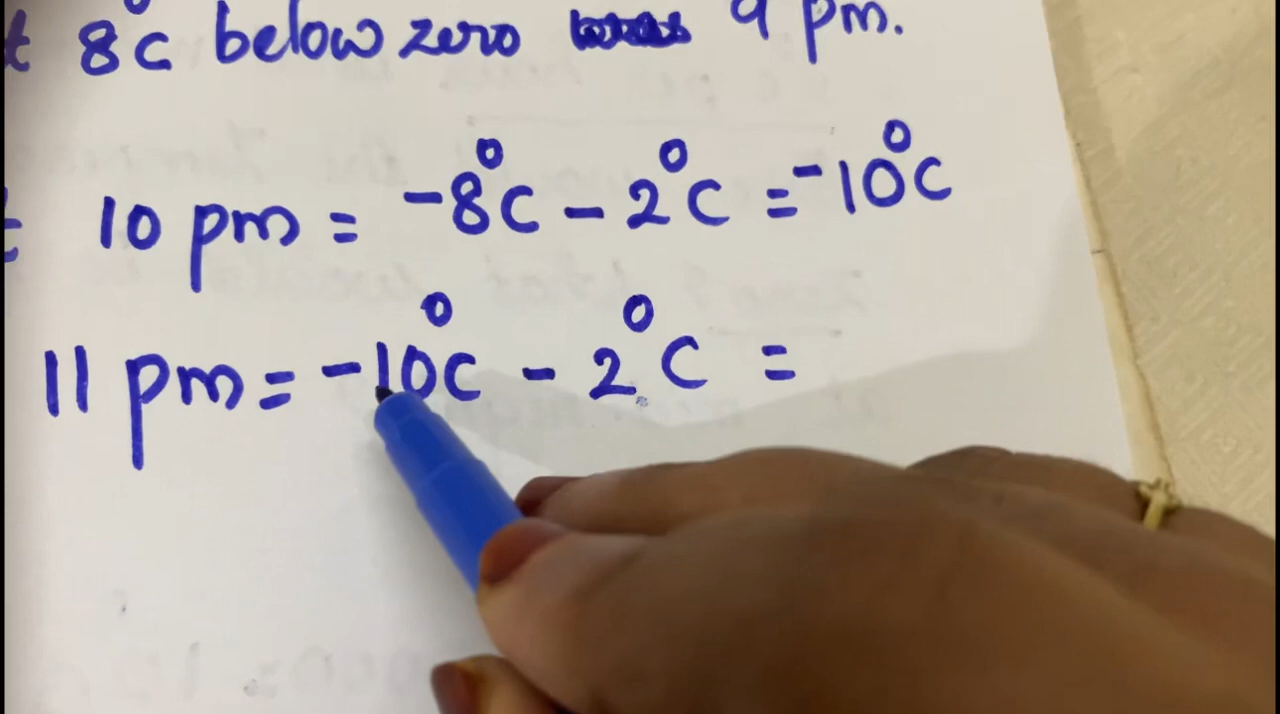 8°C below zero 9 pm.
10 pm = -8°C - 2°C = -10°C
11 pm = -10°C - 2°C =